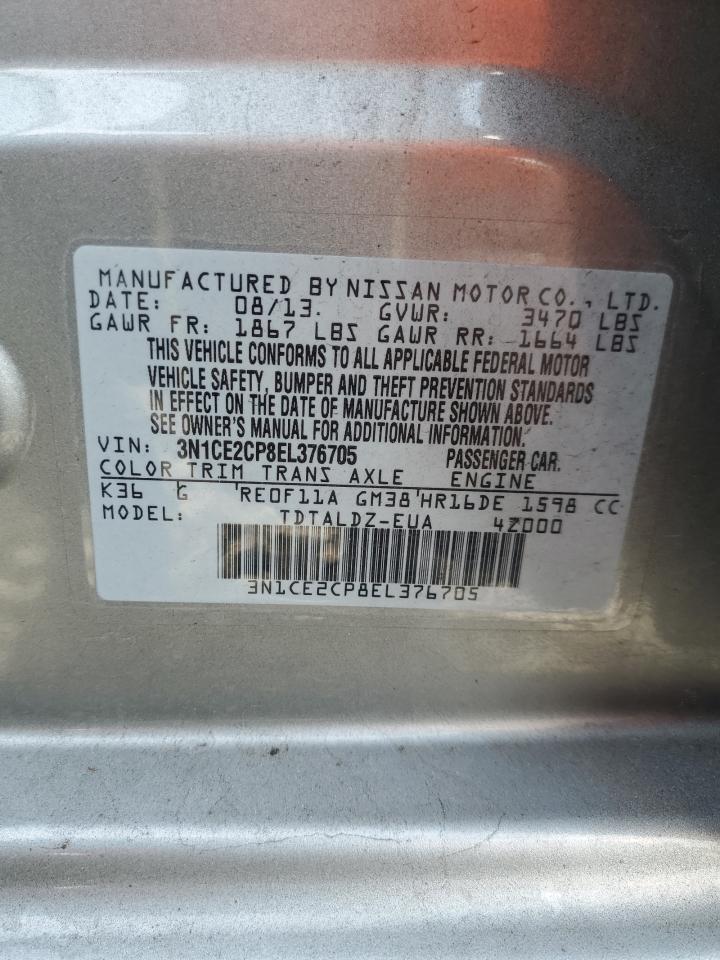 MANUFACTURED BY NISSAN MOTOR CO., LTD.
DATE: 08/13. GVWR: 3470 LBS
GAWR FR: 1867 LBS GAWR RR: 1664 LBS
THIS VEHICLE CONFORMS TO ALL APPLICABLE FEDERAL MOTOR
VEHICLE SAFETY, BUMPER AND THEFT PREVENTION STANDARDS
IN EFFECT ON THE DATE OF MANUFACTURE SHOWN ABOVE.
SEE OWNER'S MANUAL FOR ADDITIONAL INFORMATION.
VIN: 3N1CE2CP8EL376705 PASSENGER CAR.
COLOR TRIM TRANS AXLE ENGINE
K36 G RE0F11A GM38 HR16DE 1598 CC
MODEL: TDTALDZ-EUA 4Z000
3N1CE2CP8EL376705